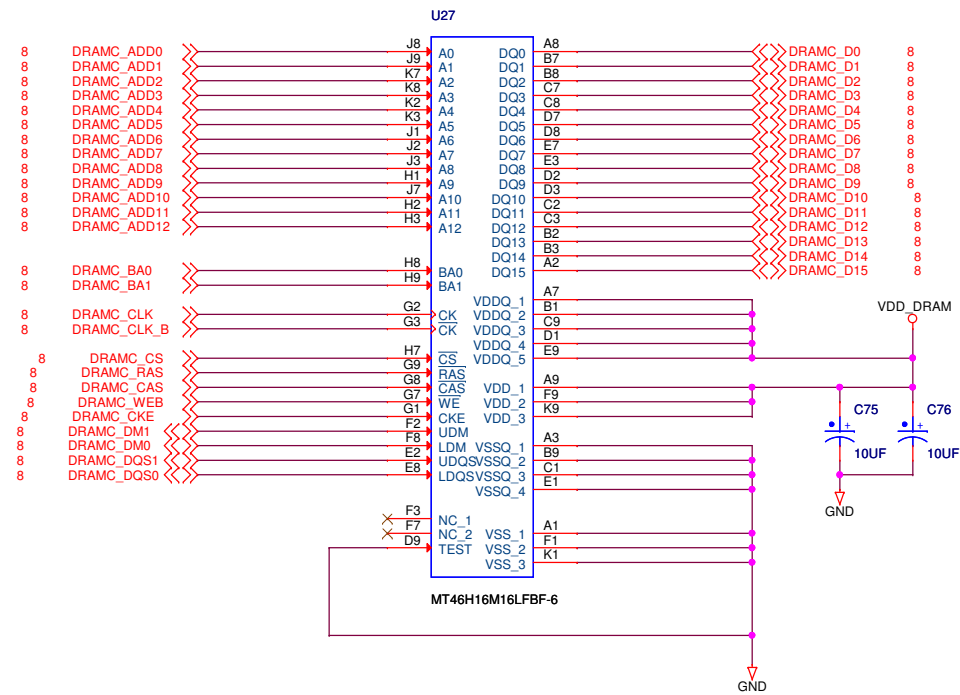 U27
8 DRAMC_ADD0 J8 A0 DQ0 A8 DRAMC_D0 8
8 DRAMC_ADD1 J9 A1 DQ1 B7 DRAMC_D1 8
8 DRAMC_ADD2 K7 A2 DQ2 B8 DRAMC_D2 8
8 DRAMC_ADD3 K8 A3 DQ3 C7 DRAMC_D3 8
8 DRAMC_ADD4 K2 A4 DQ4 C8 DRAMC_D4 8
8 DRAMC_ADD5 K3 A5 DQ5 D7 DRAMC_D5 8
8 DRAMC_ADD6 J1 A6 DQ6 D8 DRAMC_D6 8
8 DRAMC_ADD7 J2 A7 DQ7 E7 DRAMC_D7 8
8 DRAMC_ADD8 J3 A8 DQ8 E3 DRAMC_D8 8
8 DRAMC_ADD9 H1 A9 DQ9 D2 DRAMC_D9 8
8 DRAMC_ADD10 J7 A10 DQ10 D3 DRAMC_D10 8
8 DRAMC_ADD11 H2 A11 DQ11 C2 DRAMC_D11 8
8 DRAMC_ADD12 H3 A12 DQ12 C3 DRAMC_D12 8
DQ13 B2 DRAMC_D13 8
DQ14 B3 DRAMC_D14 8
8 DRAMC_BA0 H8 BA0 DQ15 A2 DRAMC_D15 8
8 DRAMC_BA1 H9 BA1
VDDQ_1 A7
8 DRAMC_CLK G2 CK VDDQ_2 B1 VDD_DRAM
8 DRAMC_CLK_B G3 CK VDDQ_3 C9
VDDQ_4 D1
8 DRAMC_CS H7 CS VDDQ_5 E9
8 DRAMC_RAS G9 RAS
8 DRAMC_CAS G8 CAS VDD_1 A9
8 DRAMC_WEB G7 WE VDD_2 F9
8 DRAMC_CKE G1 CKE VDD_3 K9 C75 C76
8 DRAMC_DM1 F2 UDM + +
8 DRAMC_DM0 F8 LDM VSSQ_1 A3 10UF 10UF
8 DRAMC_DQS1 E2 UDQS VSSQ_2 B9
8 DRAMC_DQS0 E8 LDQS VSSQ_3 C1
VSSQ_4 E1
GND
F3 NC_1
F7 NC_2 VSS_1 A1
D9 TEST VSS_2 F1
VSS_3 K1
MT46H16M16LFBF-6
GND